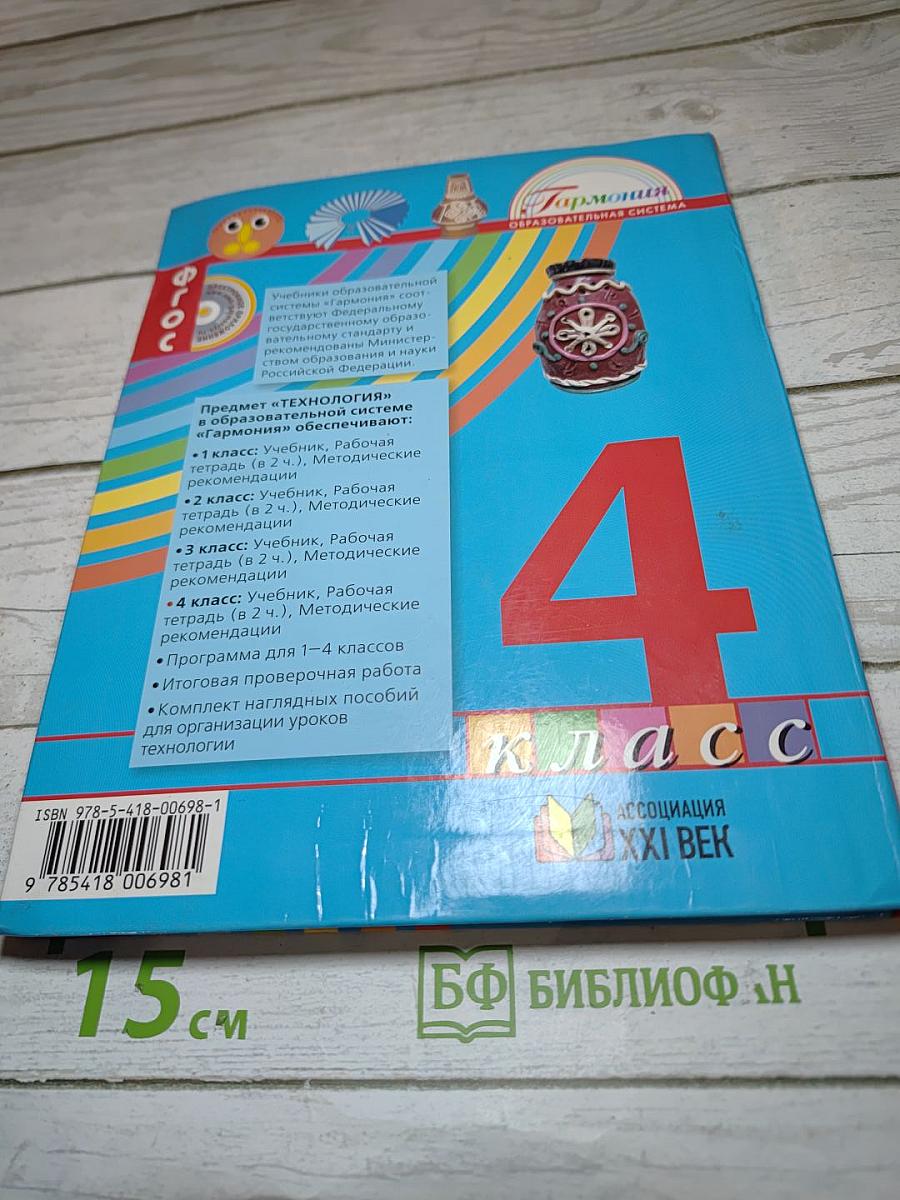 Гармония
ОБРАЗОВАТЕЛЬНАЯ СИСТЕМА
ФГОС
Учебники образовательной
системы «Гармония» соот-
ветствуют Федеральному
государственному образо-
вательному стандарту и
рекомендованы Министер-
ством образования и науки
Российской Федерации.
Предмет «ТЕХНОЛОГИЯ»
в образовательной системе
«Гармония» обеспечивают:
• 1 класс: Учебник, Рабочая
тетрадь (в 2 ч.), Методические
рекомендации
• 2 класс: Учебник, Рабочая
тетрадь (в 2 ч.), Методические
рекомендации
• 3 класс: Учебник, Рабочая
тетрадь (в 2 ч.), Методические
рекомендации
• 4 класс: Учебник, Рабочая
тетрадь (в 2 ч.), Методические
рекомендации
• Программа для 1—4 классов
• Итоговая проверочная работа
• Комплект наглядных пособий
для организации уроков
технологии
4
класс
ISBN 978-5-418-00698-1
9 785418 006981
АССОЦИАЦИЯ
XXI ВЕК
15 см
БФ БИБЛИОФ Н